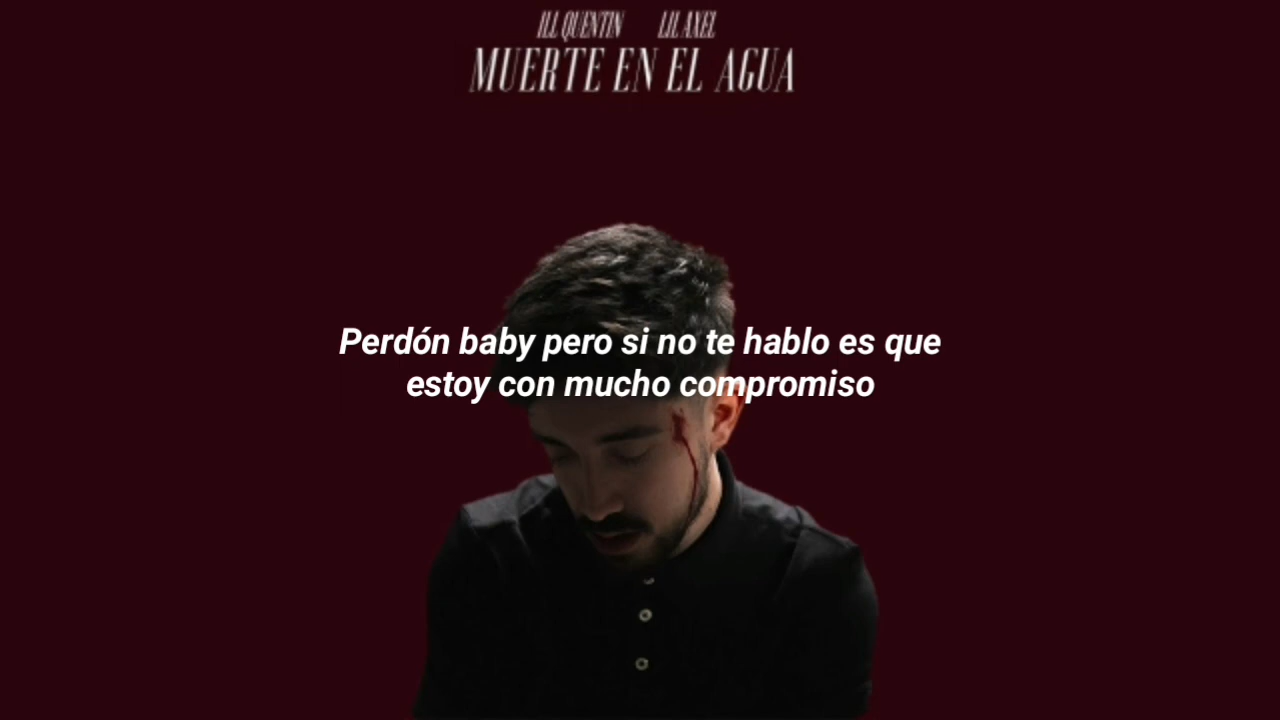 ILL QUENTIN LIL AXEL
MUERTE EN EL AGUA
Perdón baby pero si no te hablo es que
estoy con mucho compromiso